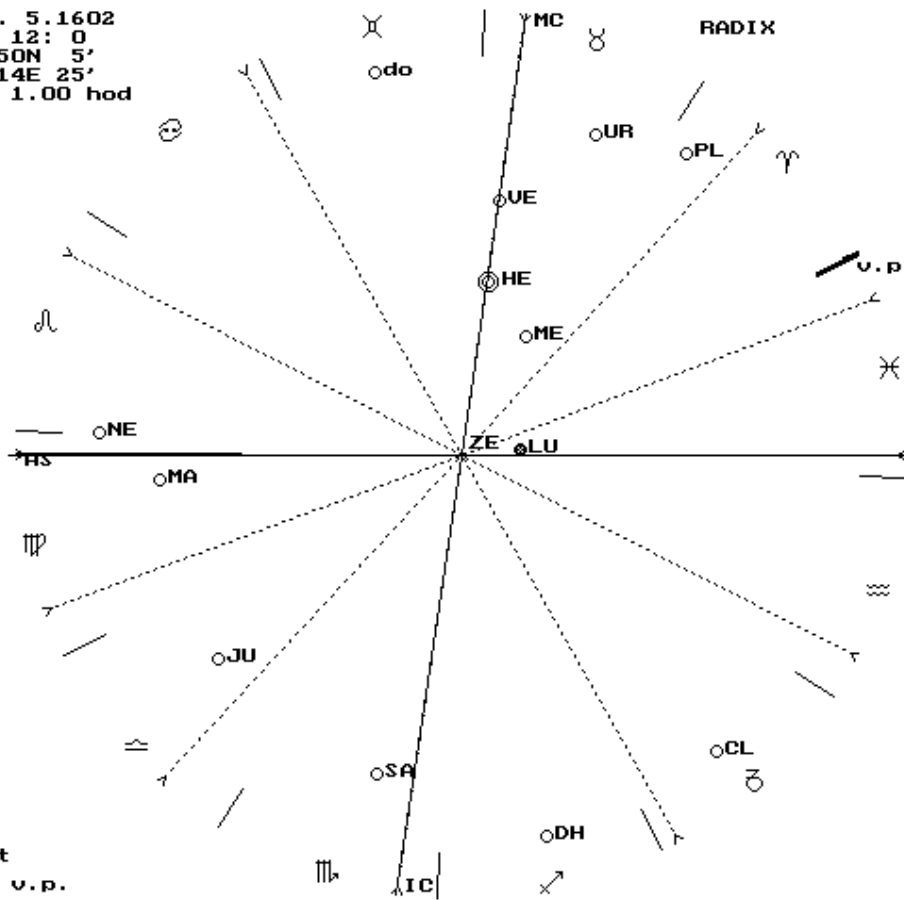 . 5.1602
12: 0
50N 5'
14E 25'
1.00 hod
RADIX
MC
♊
♉
do
UR
PL
♋
♈
VE
v.p
HE
♌
ME
♓
NE
ZE
LU
AS
MA
♍
♒
JU
♎
CL
SA
♑
DH
t
♏
♐
v.p.
IC